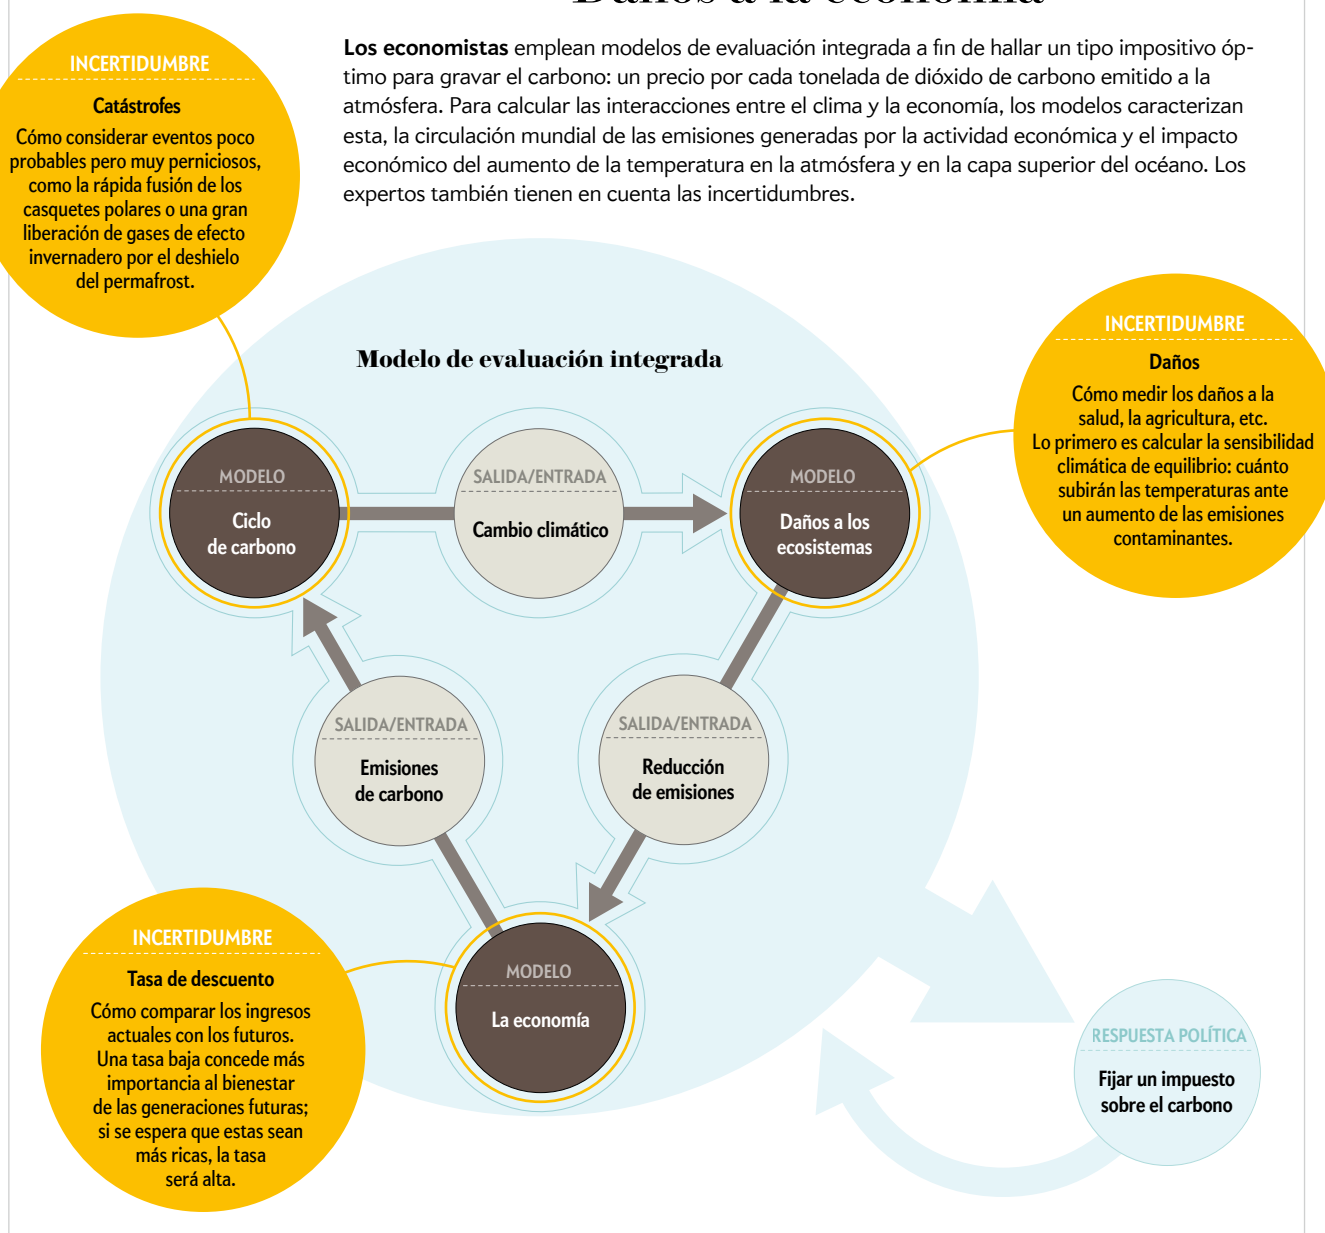 Daños a la economía
Los economistas emplean modelos de evaluación integrada a fin de hallar un tipo impositivo óp-
timo para gravar el carbono: un precio por cada tonelada de dióxido de carbono emitido a la
atmósfera. Para calcular las interacciones entre el clima y la economía, los modelos caracterizan
esta, la circulación mundial de las emisiones generadas por la actividad económica y el impacto
económico del aumento de la temperatura en la atmósfera y en la capa superior del océano. Los
expertos también tienen en cuenta las incertidumbres.
INCERTIDUMBRE
Catástrofes
Cómo considerar eventos poco
probables pero muy perniciosos,
como la rápida fusión de los
casquetes polares o una gran
liberación de gases de efecto
invernadero por el deshielo
del permafrost.
INCERTIDUMBRE
Daños
Cómo medir los daños a la
salud, la agricultura, etc.
Lo primero es calcular la sensibilidad
climática de equilibrio: cuánto
subirán las temperaturas ante
un aumento de las emisiones
contaminantes.
Modelo de evaluación integrada
MODELO
Ciclo
de carbono
SALIDA/ENTRADA
Cambio climático
MODELO
Daños a los
ecosistemas
SALIDA/ENTRADA
Emisiones
de carbono
SALIDA/ENTRADA
Reducción
de emisiones
MODELO
La economía
INCERTIDUMBRE
Tasa de descuento
Cómo comparar los ingresos
actuales con los futuros.
Una tasa baja concede más
importancia al bienestar
de las generaciones futuras;
si se espera que estas sean
más ricas, la tasa
será alta.
RESPUESTA POLÍTICA
Fijar un impuesto
sobre el carbono